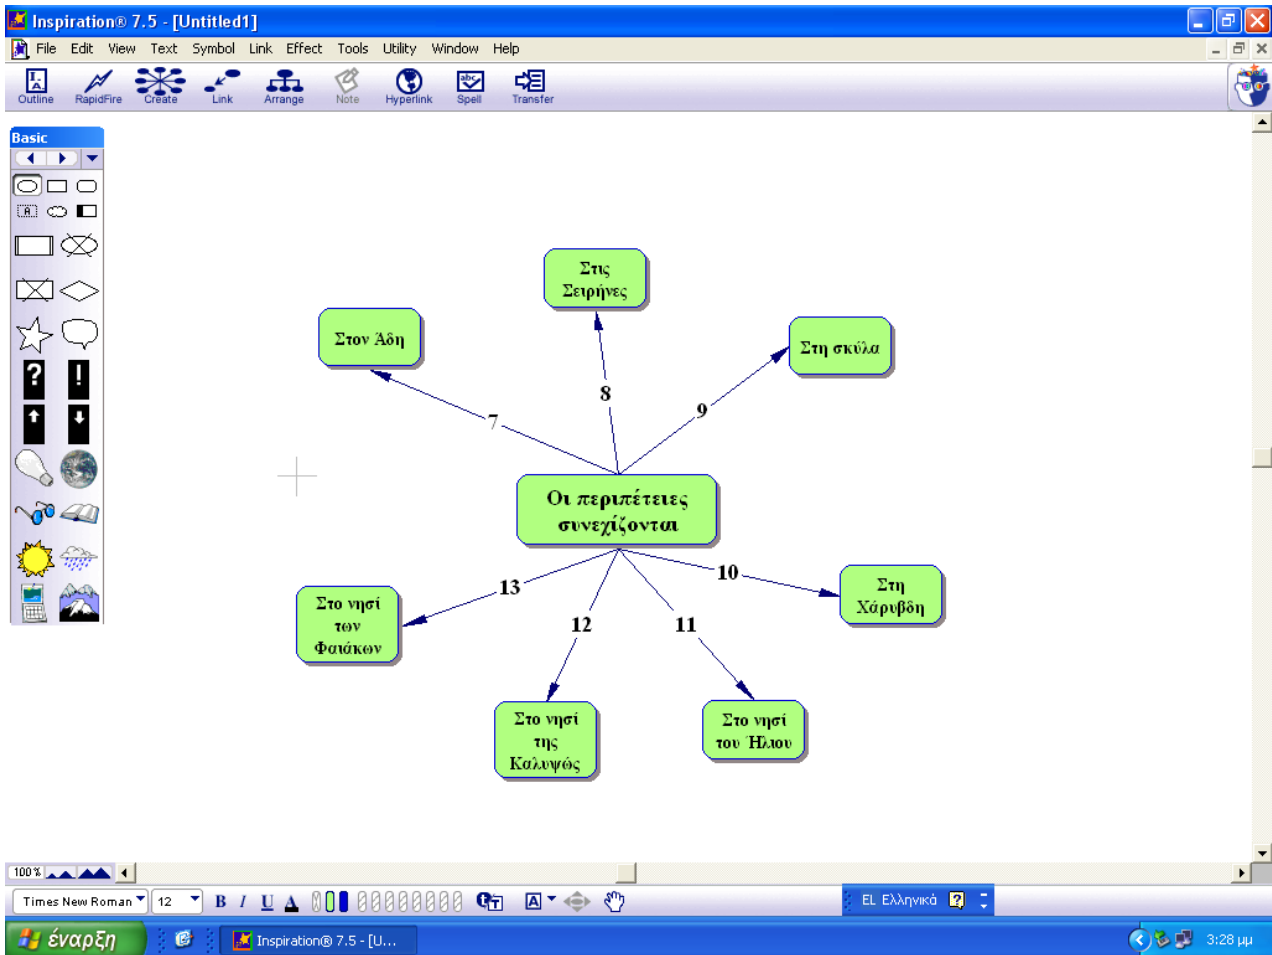 Inspiration® 7.5 - [Untitled1]
File Edit View Text Symbol Link Effect Tools Utility Window Help
Outline RapidFire Create Link Arrange Note Hyperlink Spell Transfer
Basic
Στις
Σειρήνες
Στον Άδη
Στη σκύλα
8
9
7
Οι περιπέτειες
συνεχίζονται
10
13
Στη
Χάρυβδη
Στο νησί
των
Φαιάκων
12
11
Στο νησί
της
Καλυψώς
Στο νησί
του Ήλιου
100%
Times New Roman 12 B I U A
EL Ελληνικά
έναρξη
Inspiration® 7.5 - [U...
3:28 μμ